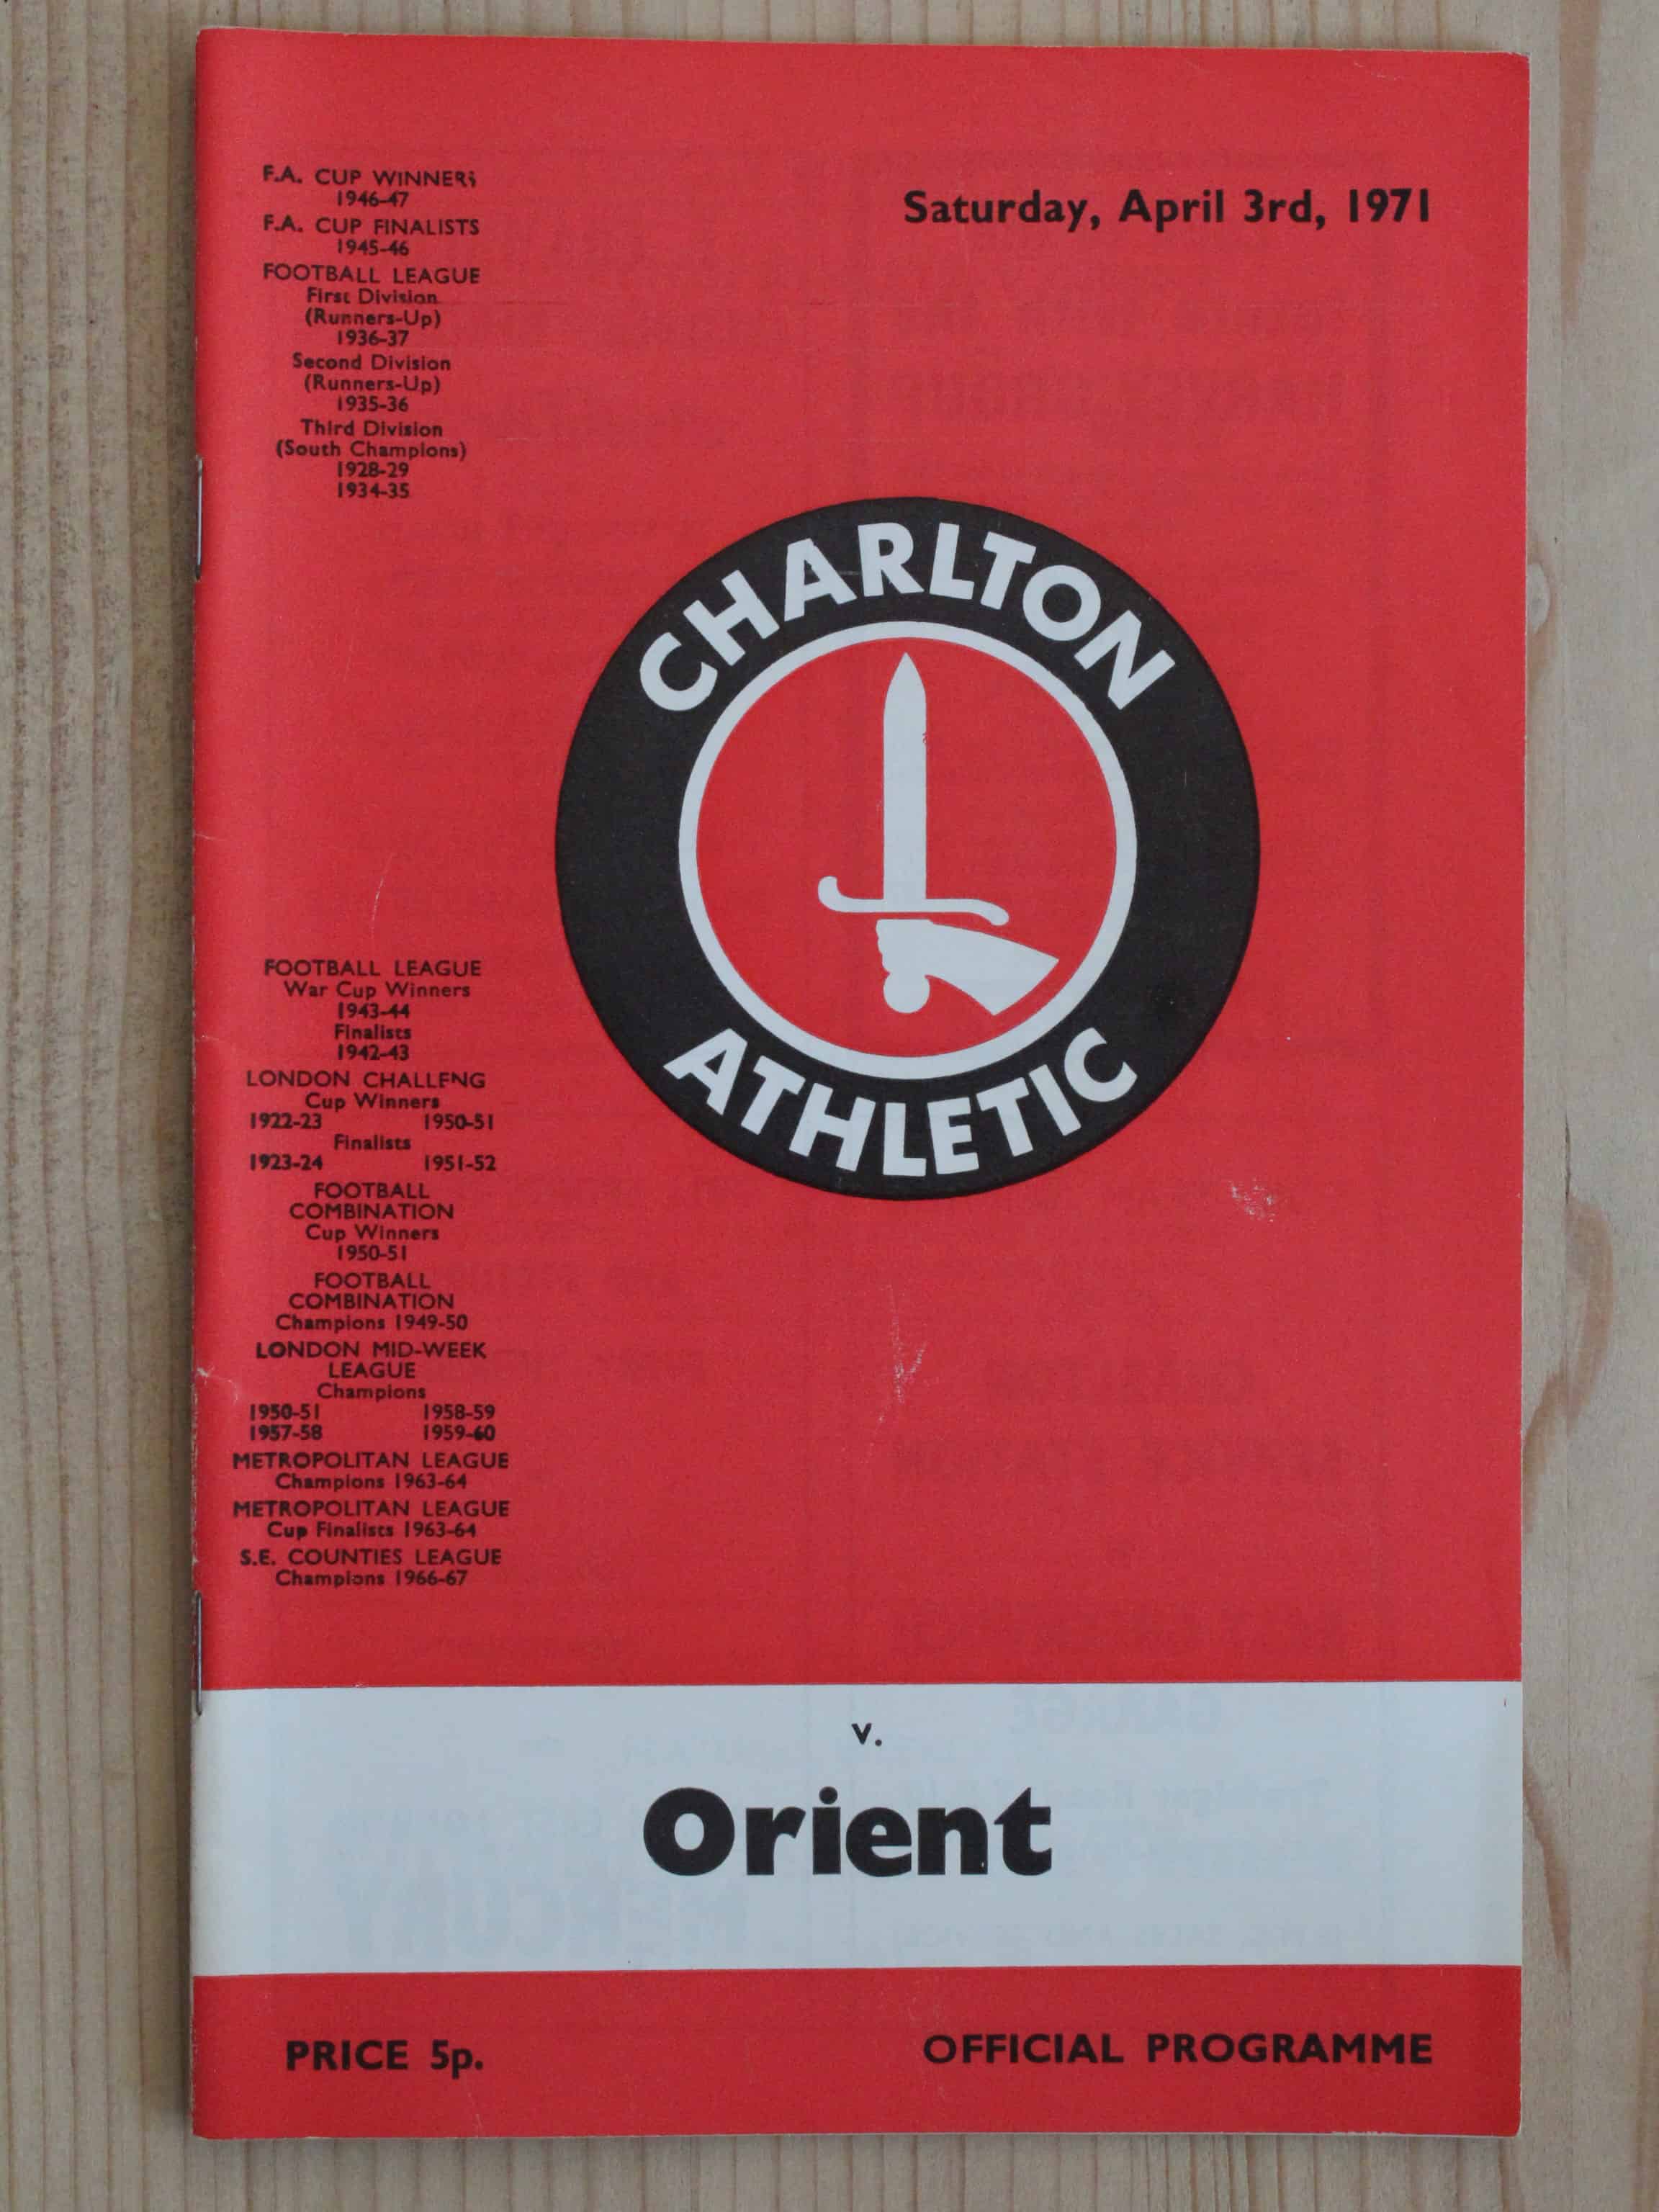 F.A. CUP WINNERS
1946-47
F.A. CUP FINALISTS
1945-46
FOOTBALL LEAGUE
First Division
(Runners-Up)
1936-37
Second Division
(Runners-Up)
1935-36
Third Division
(South Champions)
1928-29
1934-35
Saturday, April 3rd, 1971
CHARLTON
ATHLETIC
FOOTBALL LEAGUE
War Cup Winners
1943-44
Finalists
1942-43
LONDON CHALLENG
Cup Winners
1922-23 1950-51
Finalists
1923-24 1951-52
FOOTBALL
COMBINATION
Cup Winners
1950-51
FOOTBALL
COMBINATION
Champions 1949-50
LONDON MID-WEEK
LEAGUE
Champions
1950-51 1958-59
1957-58 1959-60
METROPOLITAN LEAGUE
Champions 1963-64
METROPOLITAN LEAGUE
Cup Finalists 1963-64
S.E. COUNTIES LEAGUE
Champions 1966-67
v.
Orient
PRICE 5p.
OFFICIAL PROGRAMME